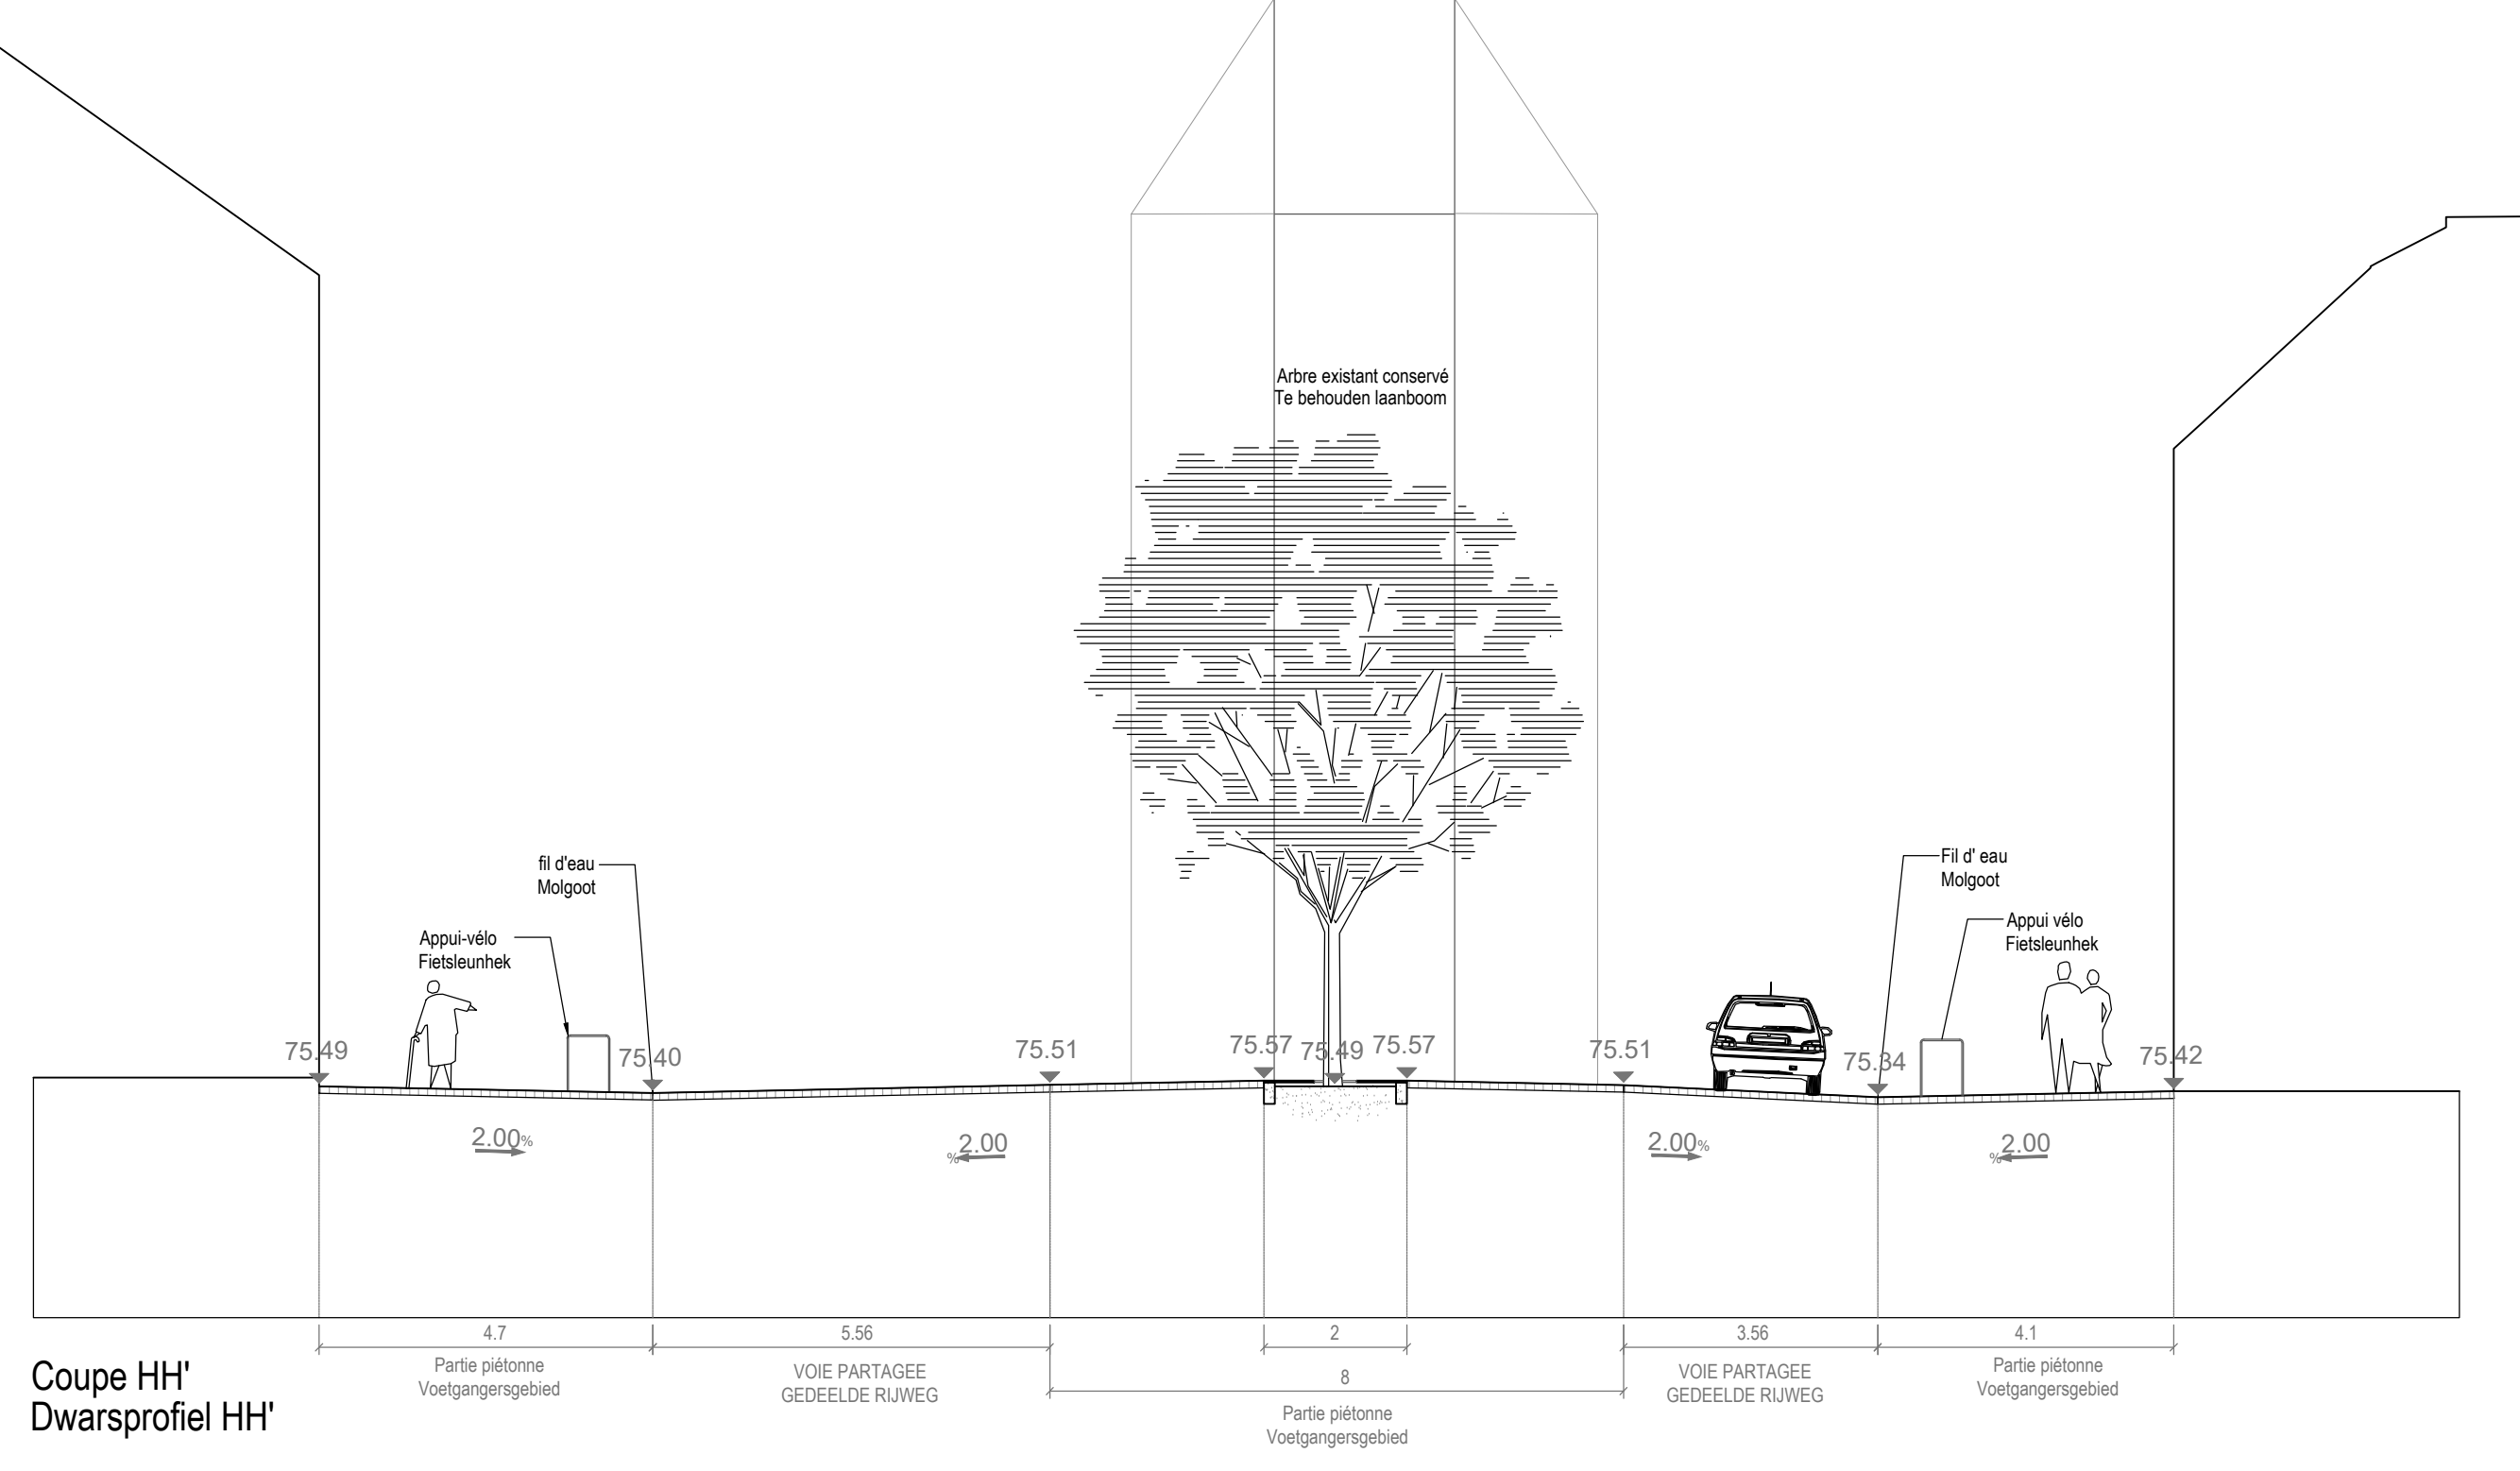 Arbre existant conservé
Te behouden laanboom
fil d'eau
Molgoot
Fil d' eau
Molgoot
Appui-vélo
Fietsleunhek
Appui vélo
Fietsleunhek
75.49
75.40
75.51
75.57
75.49
75.57
75.51
75.34
75.42
2.00%
%2.00
2.00%
%2.00
4.7
5.56
2
3.56
4.1
Partie piétonne
Voetgangersgebied
VOIE PARTAGEE
GEDEELDE RIJWEG
8
Partie piétonne
Voetgangersgebied
VOIE PARTAGEE
GEDEELDE RIJWEG
Partie piétonne
Voetgangersgebied
Coupe HH'
Dwarsprofiel HH'